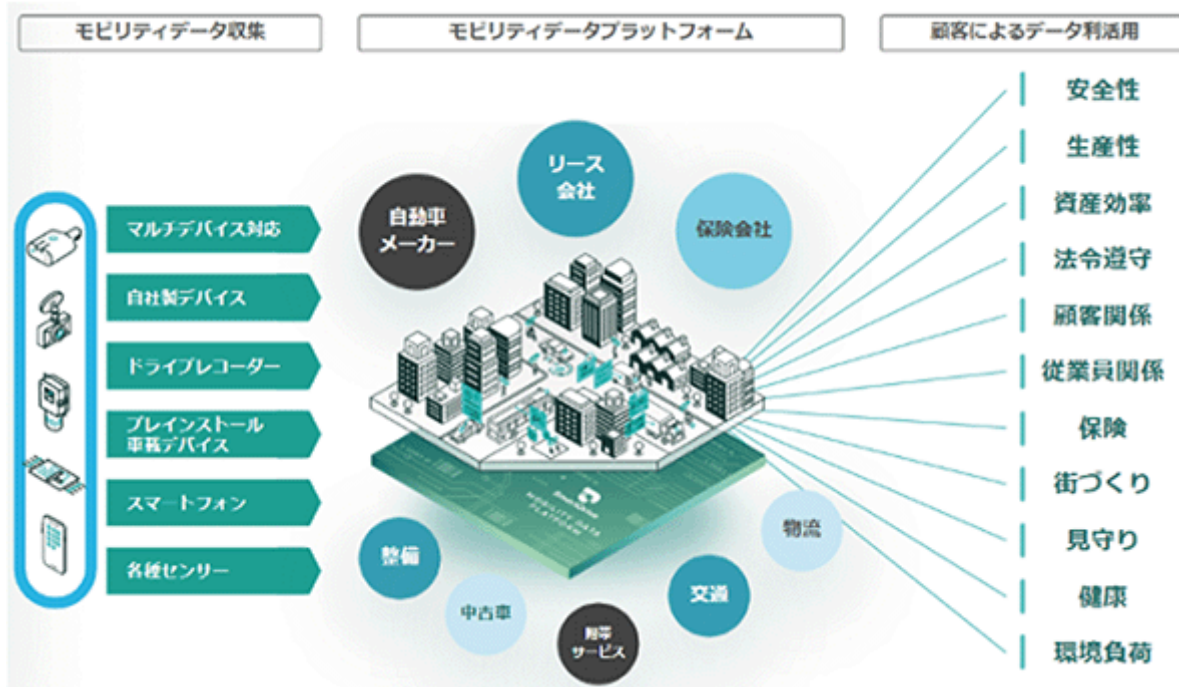 モビリティデータ収集
モビリティデータプラットフォーム
顧客によるデータ利活用
マルチデバイス対応
自社製デバイス
ドライブレコーダー
プレインストール
車載デバイス
スマートフォン
各種センサー
自動車
メーカー
リース
会社
保険会社
MOBILITY DATA
PLATFORM
整備
中古車
サービス
交通
物流
安全性
生産性
資産効率
法令遵守
顧客関係
従業員関係
保険
街づくり
見守り
健康
環境負荷